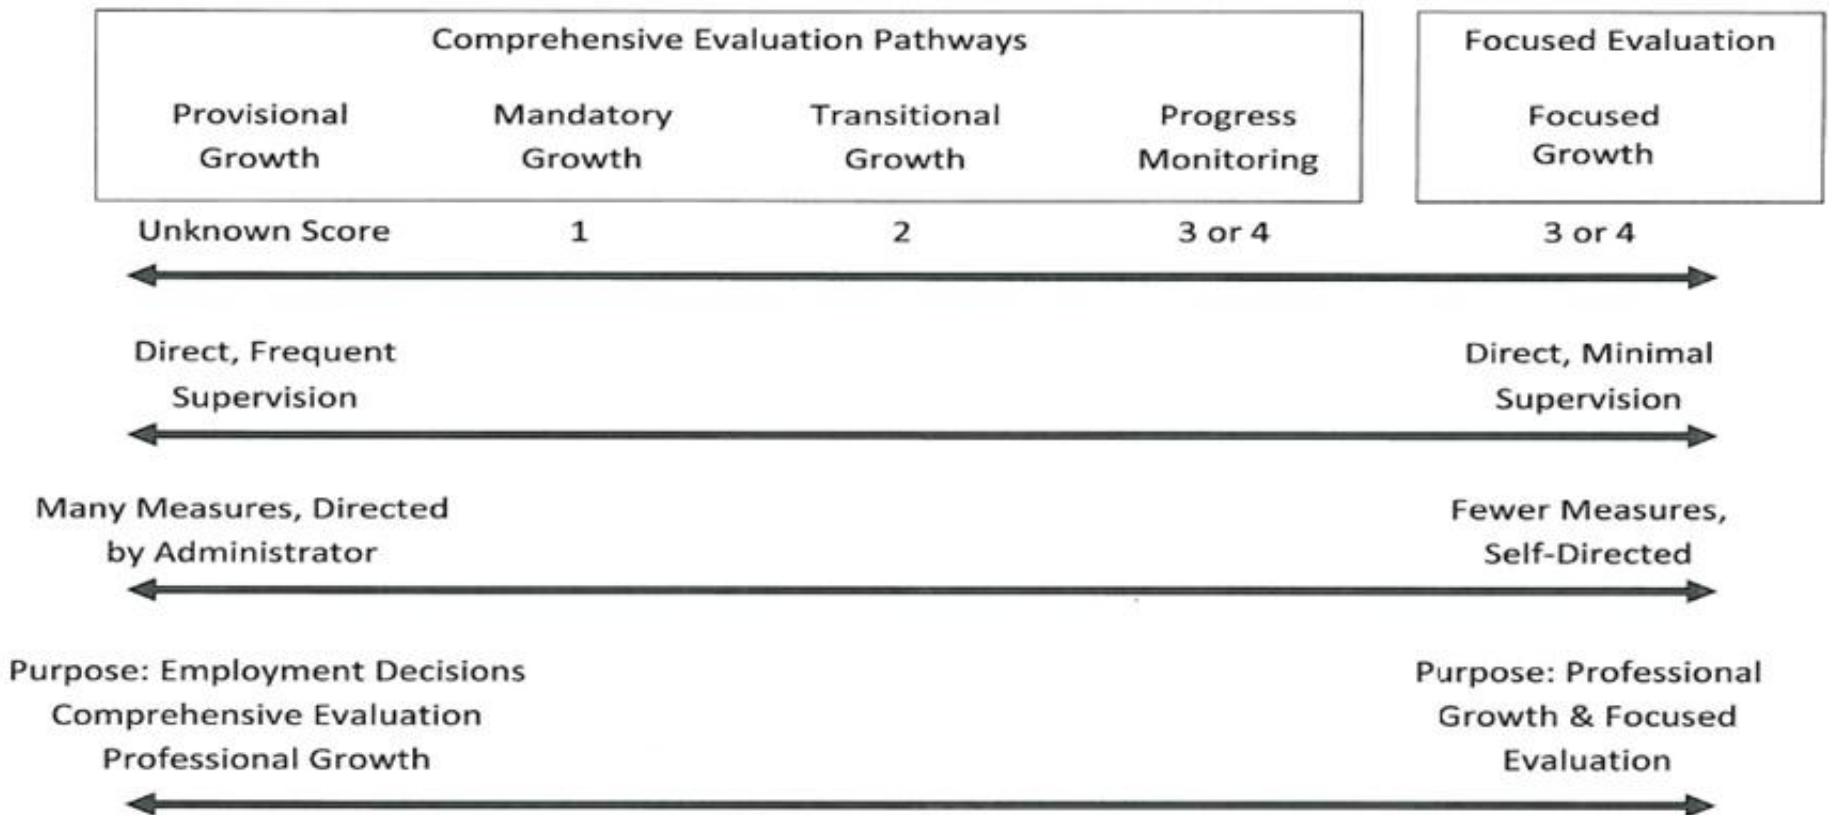 Comprehensive Evaluation Pathways
Provisional Growth
Mandatory Growth
Transitional Growth
Progress Monitoring
Focused Evaluation
Focused Growth
Unknown Score
1
2
3 or 4
3 or 4
Direct, Frequent
Supervision
Direct, Minimal
Supervision
Many Measures, Directed
by Administrator
Fewer Measures,
Self-Directed
Purpose: Employment Decisions
Comprehensive Evaluation
Professional Growth
Purpose: Professional
Growth & Focused
Evaluation